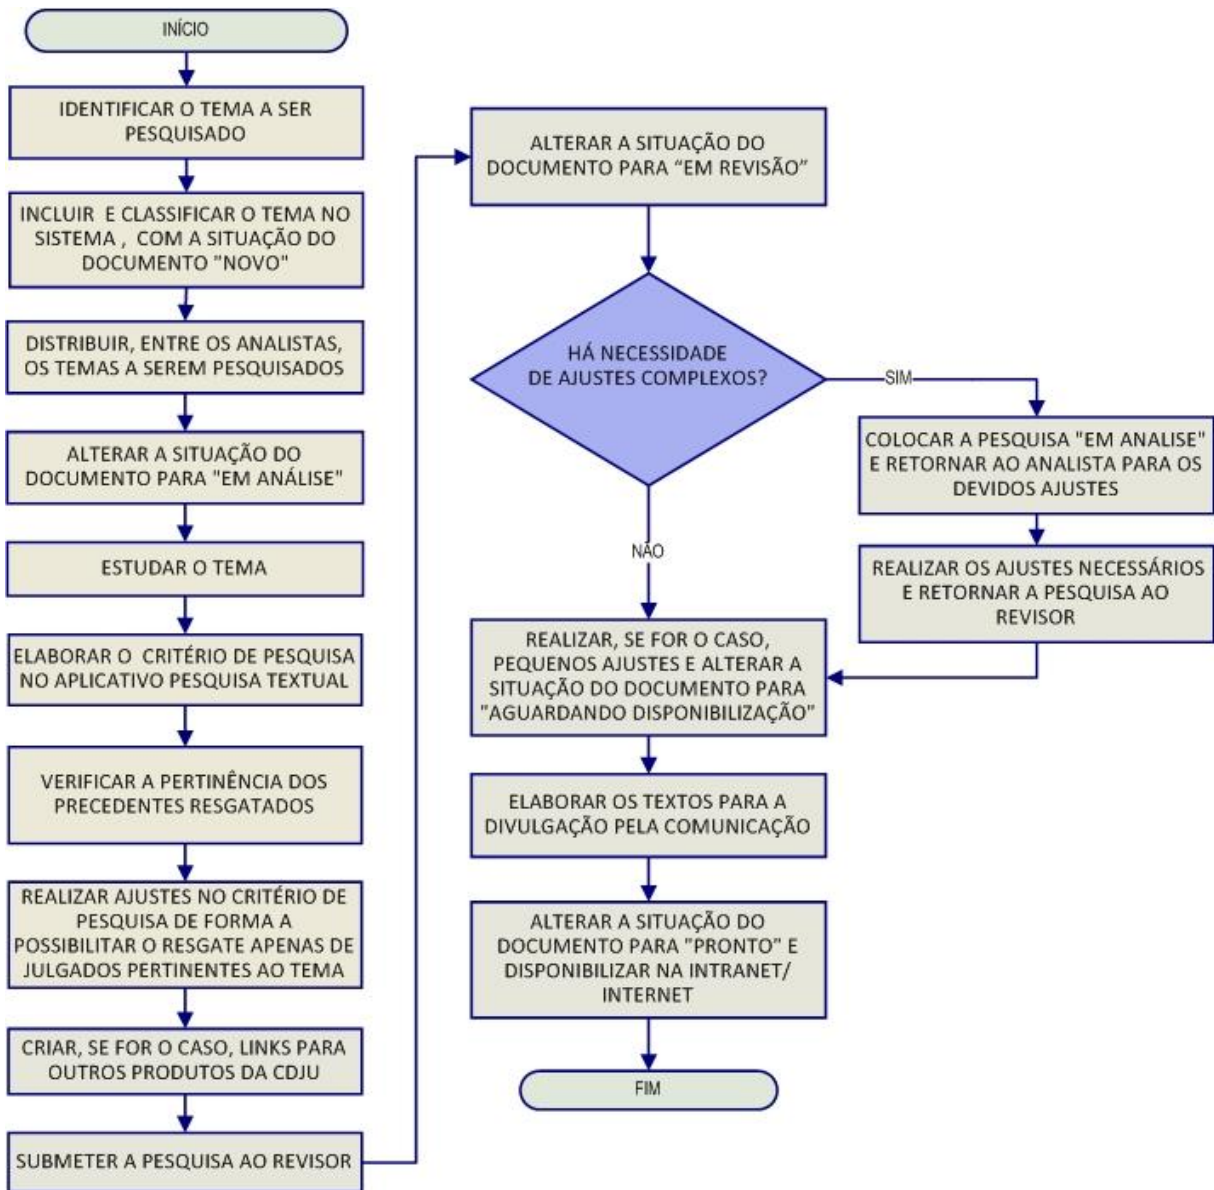 INÍCIO
IDENTIFICAR O TEMA A SER
PESQUISADO
INCLUIR E CLASSIFICAR O TEMA NO
SISTEMA , COM A SITUAÇÃO DO
DOCUMENTO "NOVO"
DISTRIBUIR, ENTRE OS ANALISTAS,
OS TEMAS A SEREM PESQUISADOS
ALTERAR A SITUAÇÃO DO
DOCUMENTO PARA "EM ANÁLISE"
ESTUDAR O TEMA
ELABORAR O CRITÉRIO DE PESQUISA
NO APLICATIVO PESQUISA TEXTUAL
VERIFICAR A PERTINÊNCIA DOS
PRECEDENTES RESGATADOS
REALIZAR AJUSTES NO CRITÉRIO DE
PESQUISA DE FORMA A
POSSIBILITAR O RESGATE APENAS DE
JULGADOS PERTINENTES AO TEMA
CRIAR, SE FOR O CASO, LINKS PARA
OUTROS PRODUTOS DA CDJU
SUBMETER A PESQUISA AO REVISOR
ALTERAR A SITUAÇÃO DO
DOCUMENTO PARA “EM REVISÃO”
HÁ NECESSIDADE
DE AJUSTES COMPLEXOS?
SIM
COLOCAR A PESQUISA "EM ANALISE"
E RETORNAR AO ANALISTA PARA OS
DEVIDOS AJUSTES
REALIZAR OS AJUSTES NECESSÁRIOS
E RETORNAR A PESQUISA AO
REVISOR
NÃO
REALIZAR, SE FOR O CASO,
PEQUENOS AJUSTES E ALTERAR A
SITUAÇÃO DO DOCUMENTO PARA
"AGUARDANDO DISPONIBILIZAÇÃO"
ELABORAR OS TEXTOS PARA A
DIVULGAÇÃO PELA COMUNICAÇÃO
ALTERAR A SITUAÇÃO DO
DOCUMENTO PARA "PRONTO" E
DISPONIBILIZAR NA INTRANET/
INTERNET
FIM